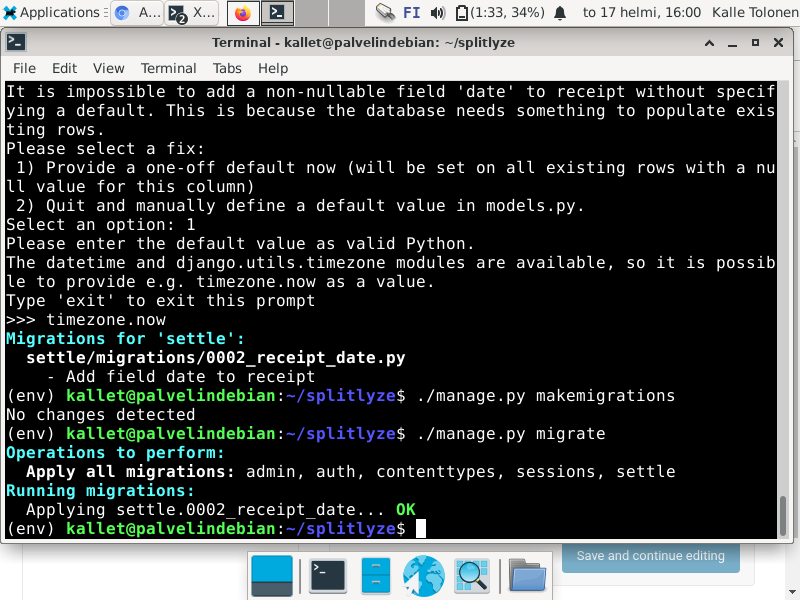 Applications
A...
X...
2
FI
(1:33, 34%)
to 17 helmi, 16:00
Kalle Tolonen
Terminal - kallet@palvelindebian: ~/splitlyze
File Edit View Terminal Tabs Help
It is impossible to add a non-nullable field 'date' to receipt without specif
ying a default. This is because the database needs something to populate exis
ting rows.
Please select a fix:
 1) Provide a one-off default now (will be set on all existing rows with a nu
ll value for this column)
 2) Quit and manually define a default value in models.py.
Select an option: 1
Please enter the default value as valid Python.
The datetime and django.utils.timezone modules are available, so it is possib
le to provide e.g. timezone.now as a value.
Type 'exit' to exit this prompt
>>> timezone.now
Migrations for 'settle':
  settle/migrations/0002_receipt_date.py
    - Add field date to receipt
(env) kallet@palvelindebian:~/splitlyze$ ./manage.py makemigrations
No changes detected
(env) kallet@palvelindebian:~/splitlyze$ ./manage.py migrate
Operations to perform:
  Apply all migrations: admin, auth, contenttypes, sessions, settle
Running migrations:
  Applying settle.0002_receipt_date... OK
(env) kallet@palvelindebian:~/splitlyze$
Save and continue editing